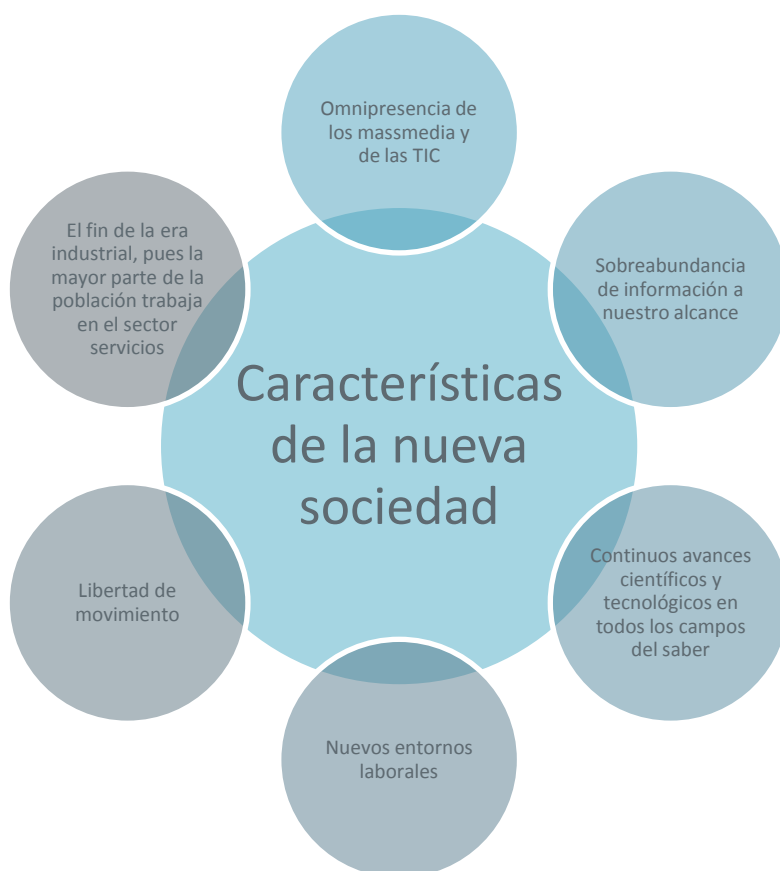 Omnipresencia de
los massmedia y
de las TIC
Sobreabundancia
de información a
nuestro alcance
Continuos avances
científicos y
tecnológicos en
todos los campos
del saber
Nuevos entornos
laborales
Libertad de
movimiento
El fin de la era
industrial, pues la
mayor parte de la
población trabaja
en el sector
servicios
Características
de la nueva
sociedad